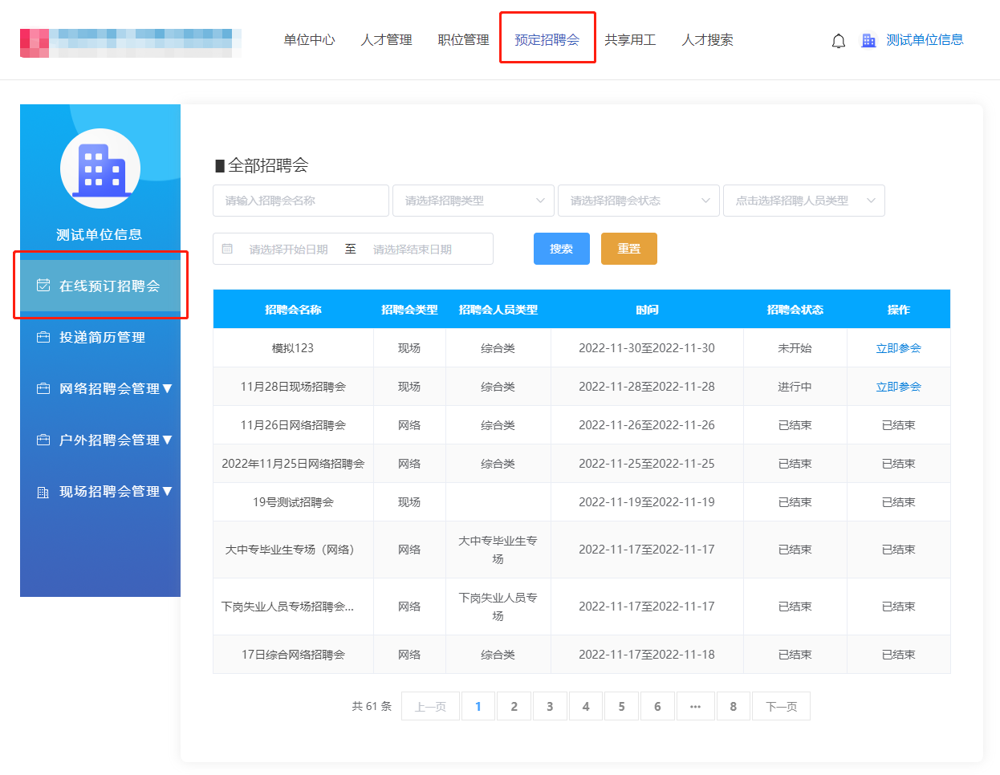 单位中心 人才管理 职位管理 预定招聘会 共享用工 人才搜索 测试单位信息
测试单位信息
在线预订招聘会
投递简历管理
网络招聘会管理▼
户外招聘会管理▼
现场招聘会管理▼
全部招聘会
请输入招聘会名称 请选择招聘类型 请选择招聘会状态 点击选择招聘人员类型
请选择开始日期 至 请选择结束日期 搜索 重置
招聘会名称 招聘会类型 招聘会人员类型 时间 招聘会状态 操作
模拟123 现场 综合类 2022-11-30至2022-11-30 未开始 立即参会
11月28日现场招聘会 现场 综合类 2022-11-28至2022-11-28 进行中 立即参会
11月26日网络招聘会 网络 综合类 2022-11-26至2022-11-26 已结束 已结束
2022年11月25日网络招聘会 网络 综合类 2022-11-25至2022-11-25 已结束 已结束
19号测试招聘会 现场 2022-11-19至2022-11-19 已结束 已结束
大中专毕业生专场（网络） 网络 大中专毕业生专 2022-11-17至2022-11-17 已结束 已结束
场
下岗失业人员专场招聘会... 网络 下岗失业人员专 2022-11-17至2022-11-17 已结束 已结束
场
17日综合网络招聘会 网络 综合类 2022-11-17至2022-11-18 已结束 已结束
共 61 条 上一页 1 2 3 4 5 6 ··· 8 下一页